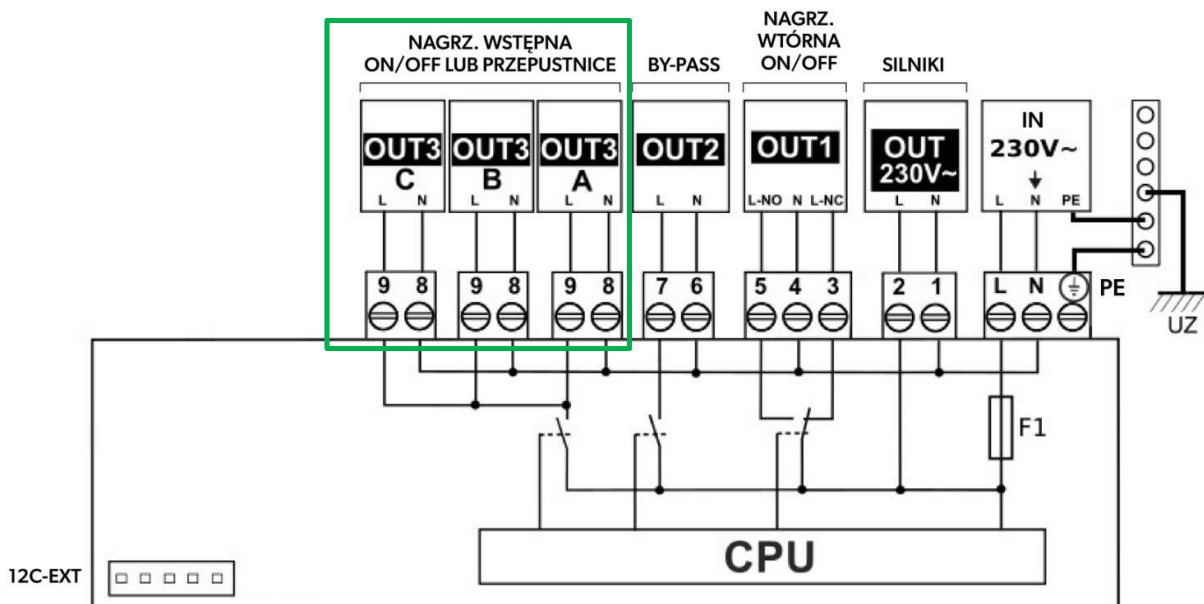 NAGRZ. WSTĘPNA
ON/OFF LUB PRZEPUSTNICE
BY-PASS
NAGRZ.
WTÓRNA
ON/OFF
SILNIKI
OUT3
C
L N
OUT3
B
L N
OUT3
A
L N
OUT2
L N
OUT1
L-NO N L-NC
OUT
230V~
L N
IN
230V~
L N PE
9 8
9 8
9 8
7 6
5 4 3
2 1
L N
PE
UZ
F1
CPU
12C-EXT